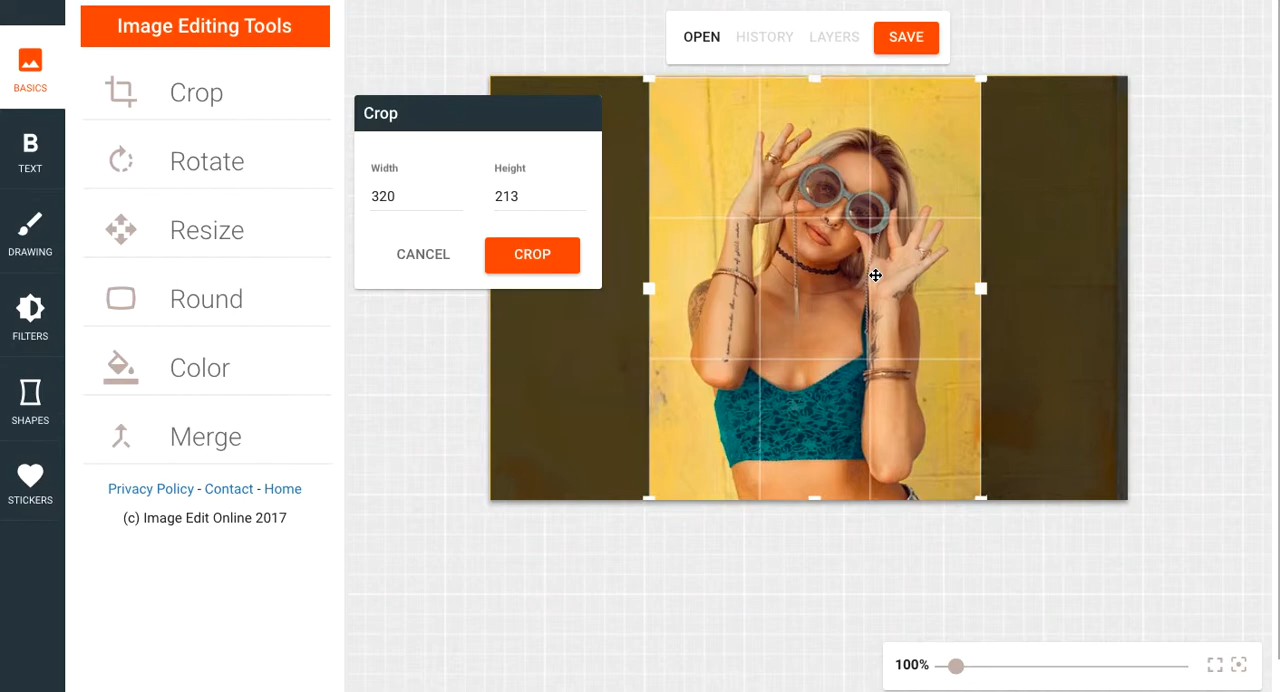 Image Editing Tools
OPEN HISTORY LAYERS SAVE
BASICS
Crop
Crop
Width Height
320 213
CANCEL CROP
B
TEXT
Rotate
Resize
DRAWING
Round
FILTERS
Color
SHAPES
Merge
STICKERS
Privacy Policy - Contact - Home
(c) Image Edit Online 2017
100%